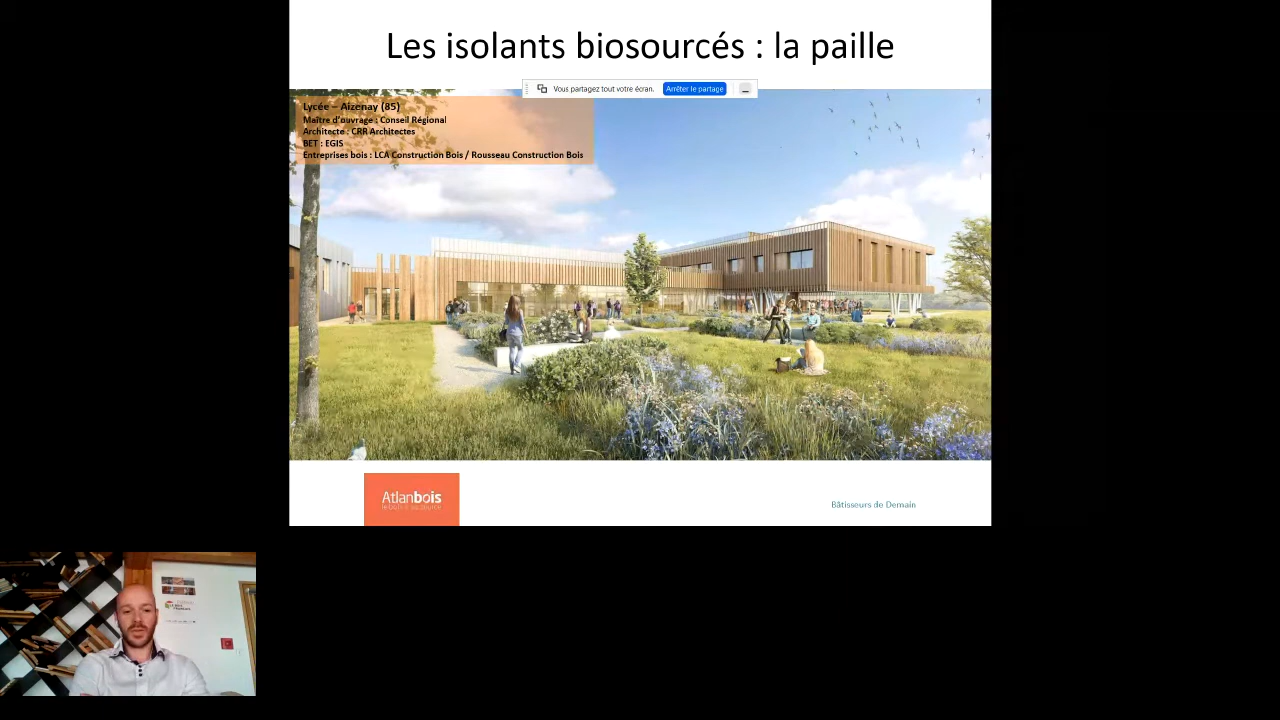 Les isolants biosourcés : la paille
Vous partagez tout votre écran.
Arrêter le partage
Lycée – Aizenay (85)
Maître d'ouvrage : Conseil Régional
Architecte : CRR Architectes
BET : EGIS
Entreprises bois : LCA Construction Bois / Rousseau Construction Bois
Atlanbois
Bâtisseurs de Demain